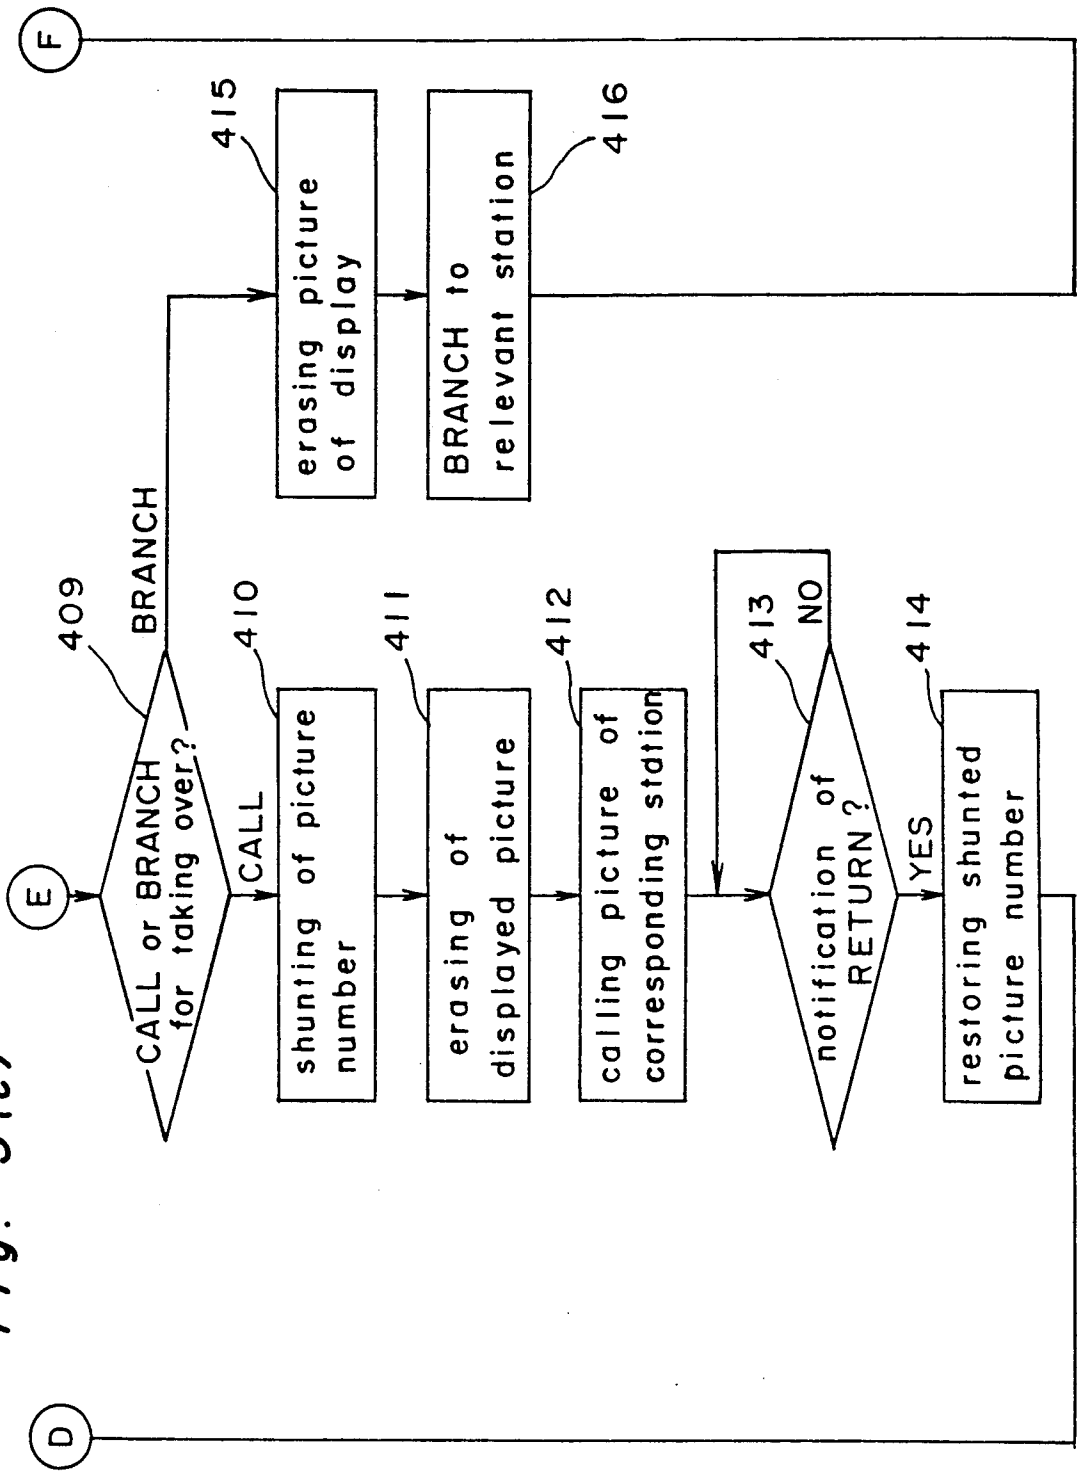 E
409
CALL or BRANCH
for taking over?
BRANCH
CALL
410
shunting of picture
number
411
erasing of
displayed picture
412
calling picture of
corresponding station
413
notification of
RETURN?
NO
YES
414
restoring shunted
picture number
415
erasing picture
of display
BRANCH to
relevant station
416
D
F